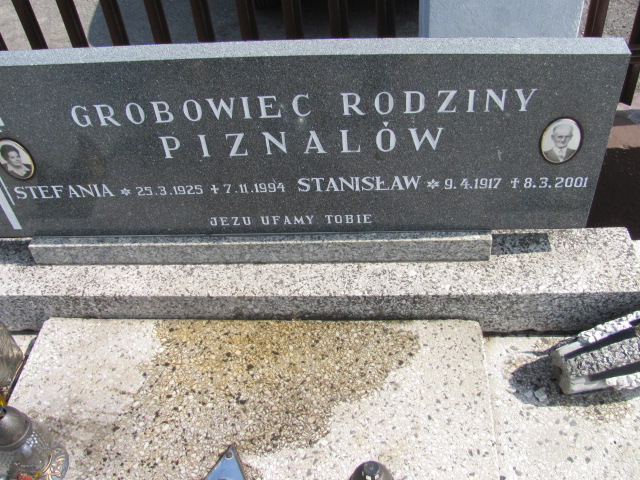 GROBOWIEC RODZINY
PIZNALÓW
STEFANIA * 25.3.1925 + 7.11.1994 STANISŁAW * 9.4.1917 + 8.3.2001
JEZU UFAMY TOBIE